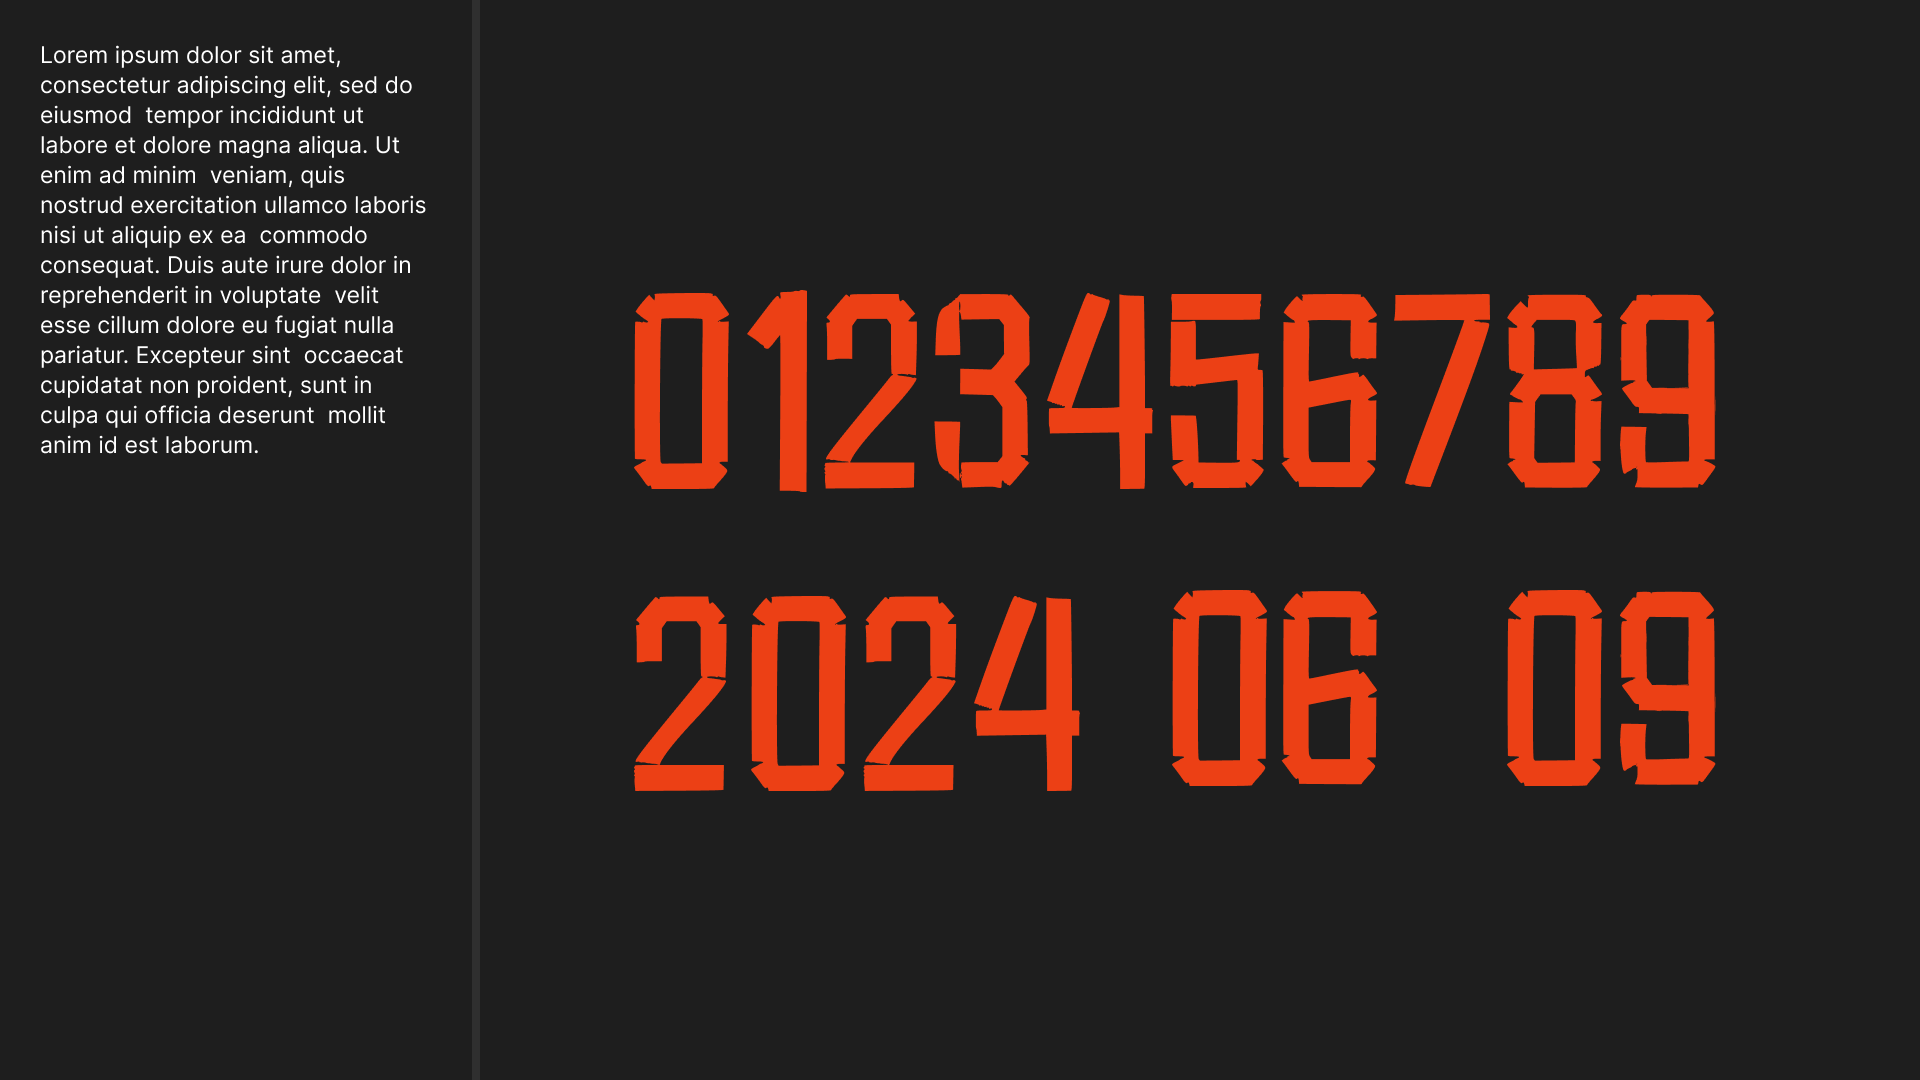 Lorem ipsum dolor sit amet,
consectetur adipiscing elit, sed do
eiusmod  tempor incididunt ut
labore et dolore magna aliqua. Ut
enim ad minim  veniam, quis
nostrud exercitation ullamco laboris
nisi ut aliquip ex ea  commodo
consequat. Duis aute irure dolor in
reprehenderit in voluptate  velit
esse cillum dolore eu fugiat nulla
pariatur. Excepteur sint  occaecat
cupidatat non proident, sunt in
culpa qui officia deserunt  mollit
anim id est laborum.
0123456789
2024 06 09